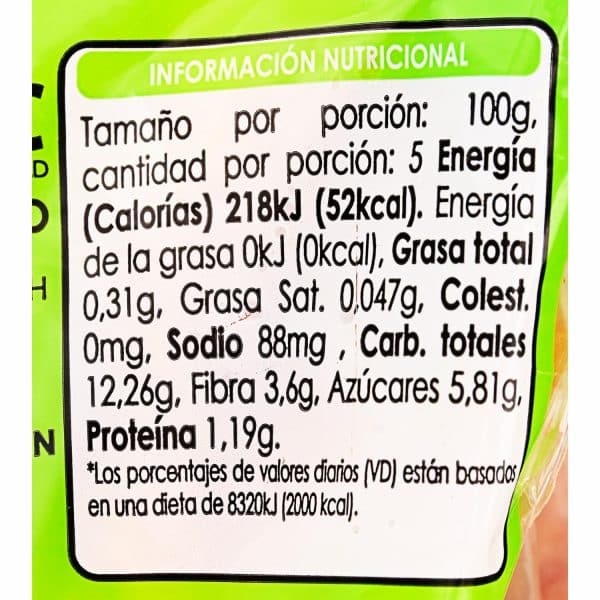 INFORMACIÓN NUTRICIONAL
Tamaño por porción: 100g,
cantidad por porción: 5 Energía
(Calorías) 218kJ (52kcal). Energía
de la grasa 0kJ (0kcal), Grasa total
0,31g, Grasa Sat. 0,047g, Colest.
0mg, Sodio 88mg , Carb. totales
12,26g, Fibra 3,6g, Azúcares 5,81g,
Proteína 1,19g.
*Los porcentajes de valores diarios (VD) están basados
en una dieta de 8320kJ (2000 kcal).
D
O
H
N